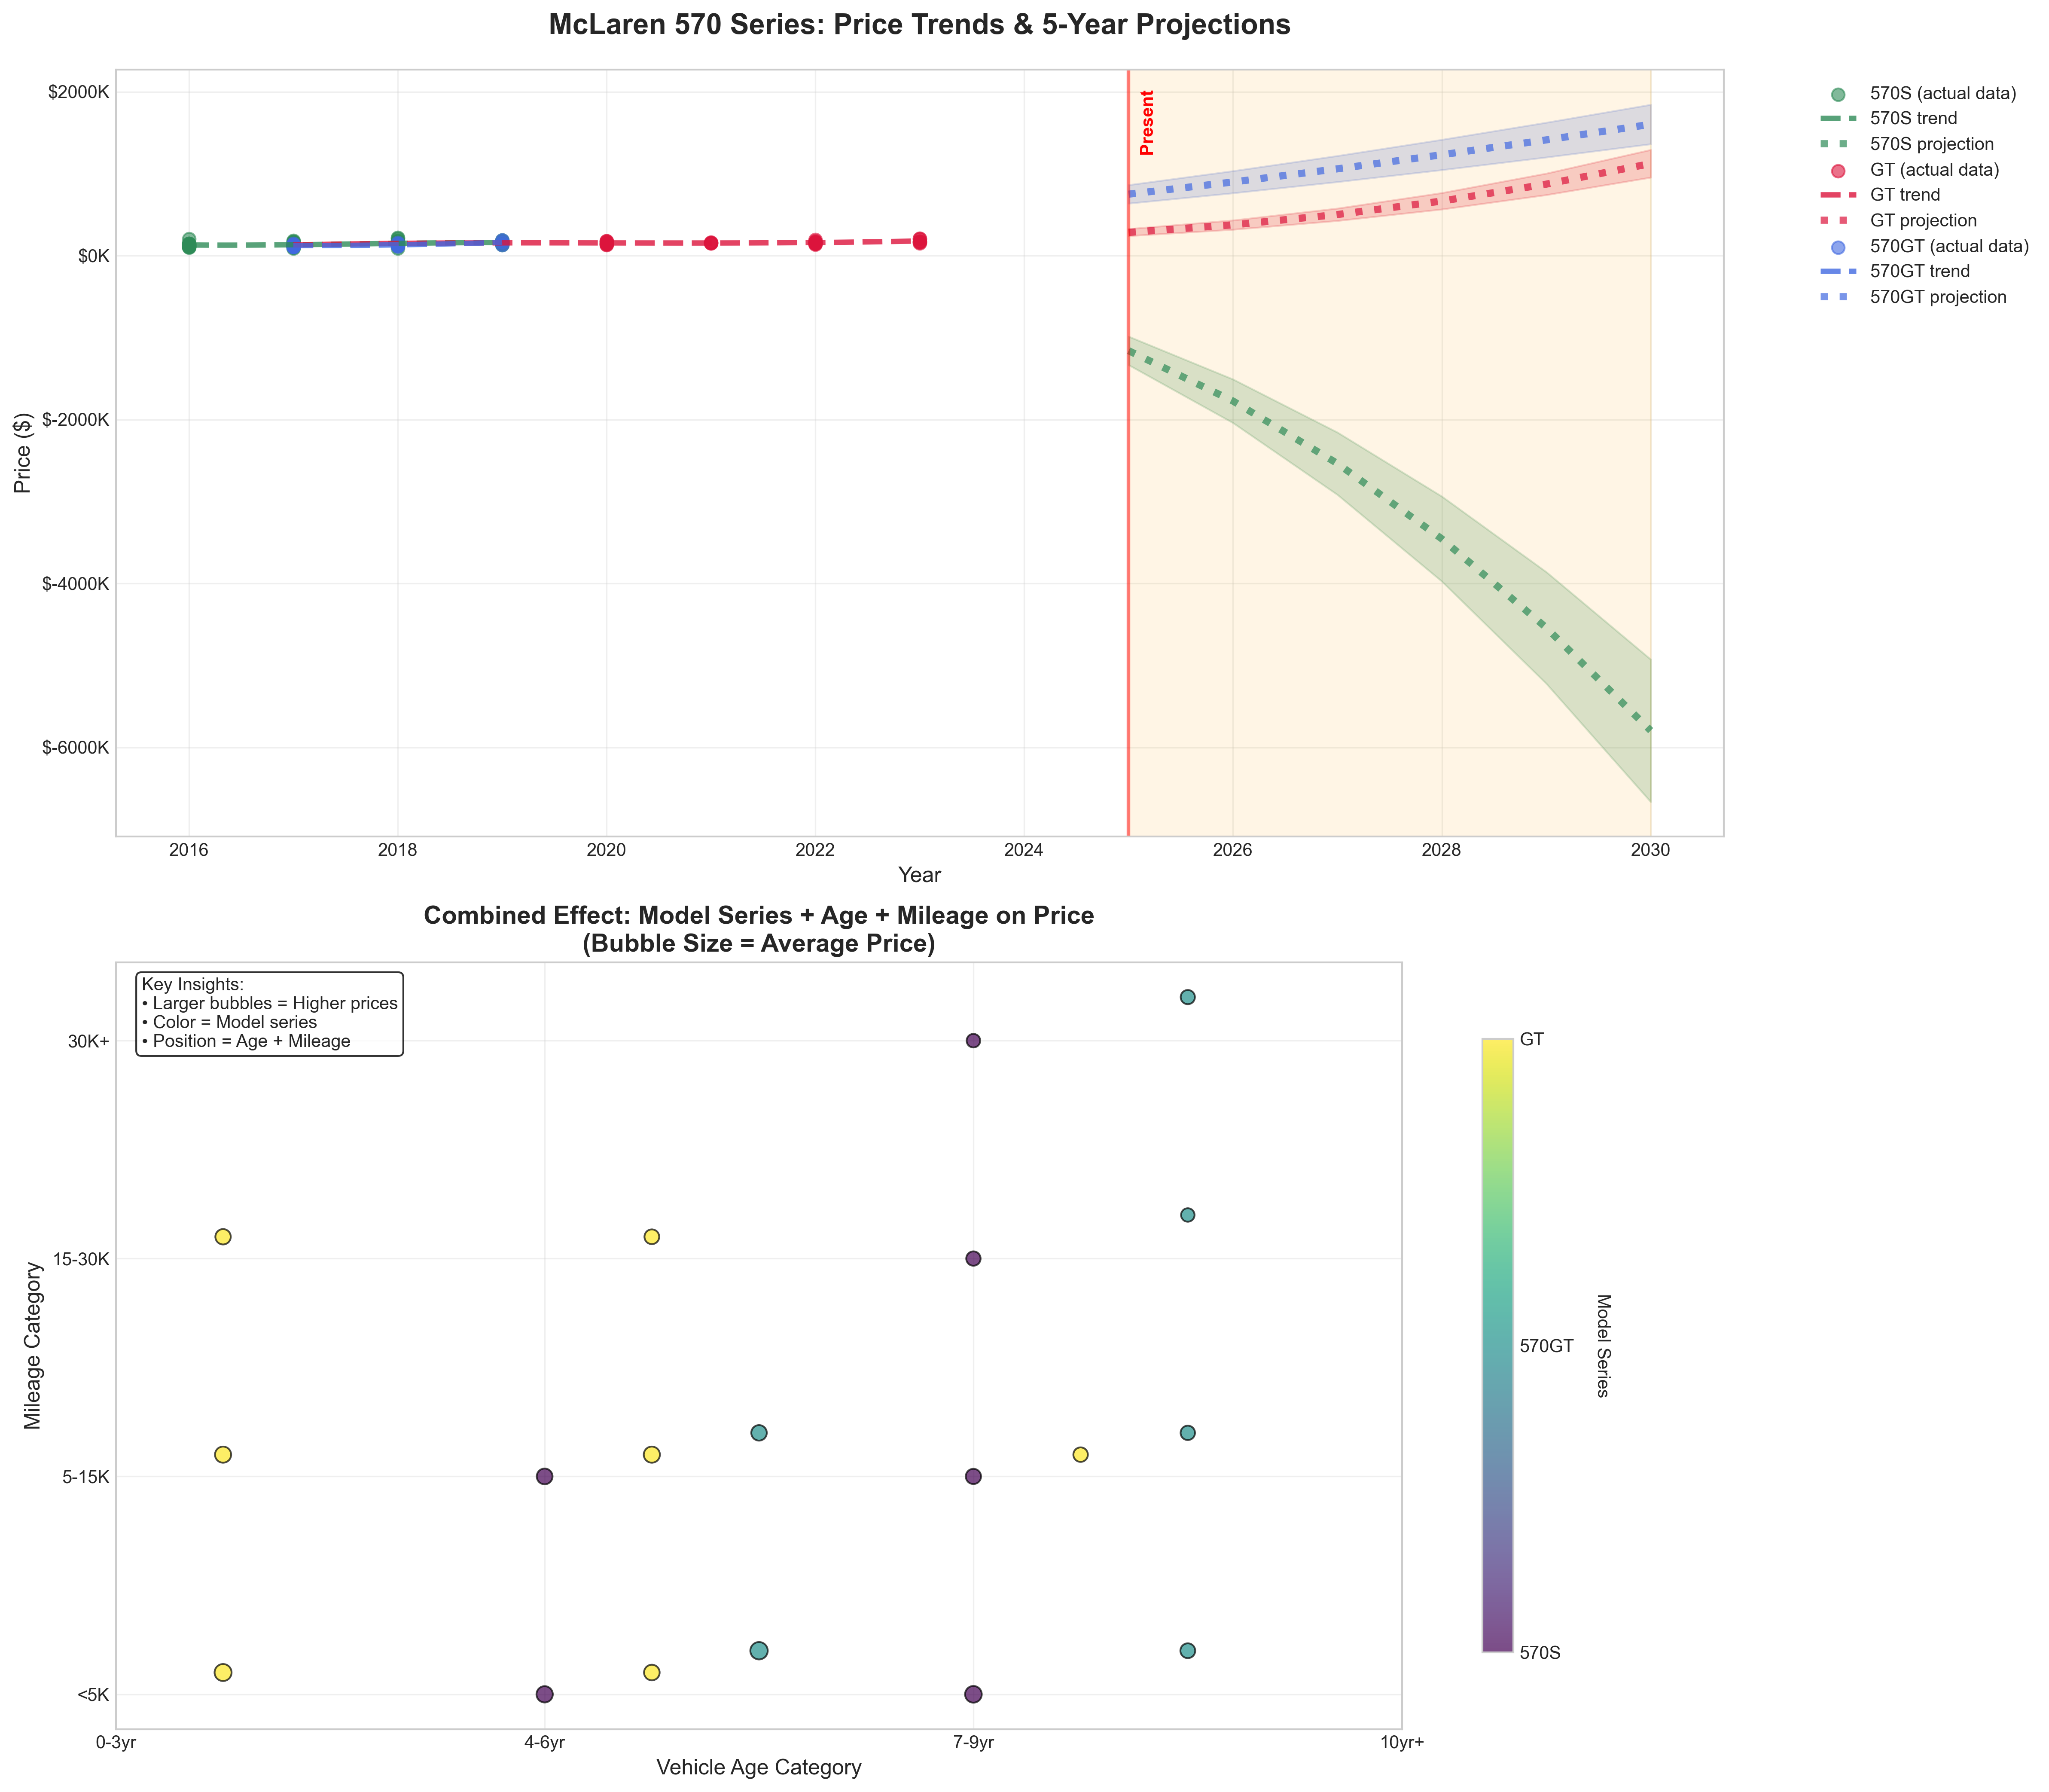 McLaren 570 Series: Price Trends & 5-Year Projections
$2000K
$0K
$-2000K
$-4000K
$-6000K
Price ($)
Present
2016
2018
2020
2022
2024
2026
2028
2030
Year
570S (actual data)
570S trend
570S projection
GT (actual data)
GT trend
GT projection
570GT (actual data)
570GT trend
570GT projection
Combined Effect: Model Series + Age + Mileage on Price
(Bubble Size = Average Price)
Key Insights:
• Larger bubbles = Higher prices
• Color = Model series
• Position = Age + Mileage
30K+
15-30K
5-15K
<5K
Mileage Category
0-3yr
4-6yr
7-9yr
10yr+
Vehicle Age Category
GT
570GT
570S
Model Series